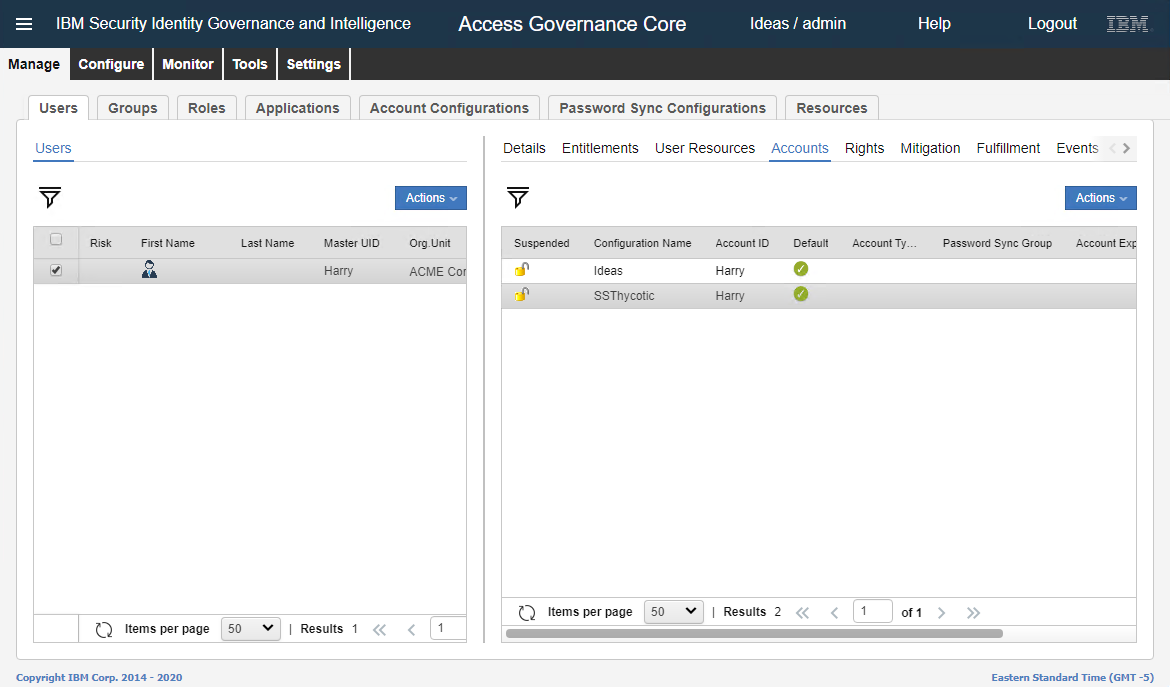 IBM Security Identity Governance and Intelligence Access Governance Core Ideas / admin Help Logout IBM
Manage Configure Monitor Tools Settings
Users Groups Roles Applications Account Configurations Password Sync Configurations Resources
Users
Details Entitlements User Resources Accounts Rights Mitigation Fulfillment Events
Actions
Actions
Risk First Name Last Name Master UID Org.Unit
Harry ACME Cor
Suspended Configuration Name Account ID Default Account Ty... Password Sync Group Account Exp
Ideas Harry
SSThycotic Harry
Items per page 50 | Results 1 1
Items per page 50 | Results 2 1 of 1
Copyright IBM Corp. 2014 - 2020
Eastern Standard Time (GMT -5)